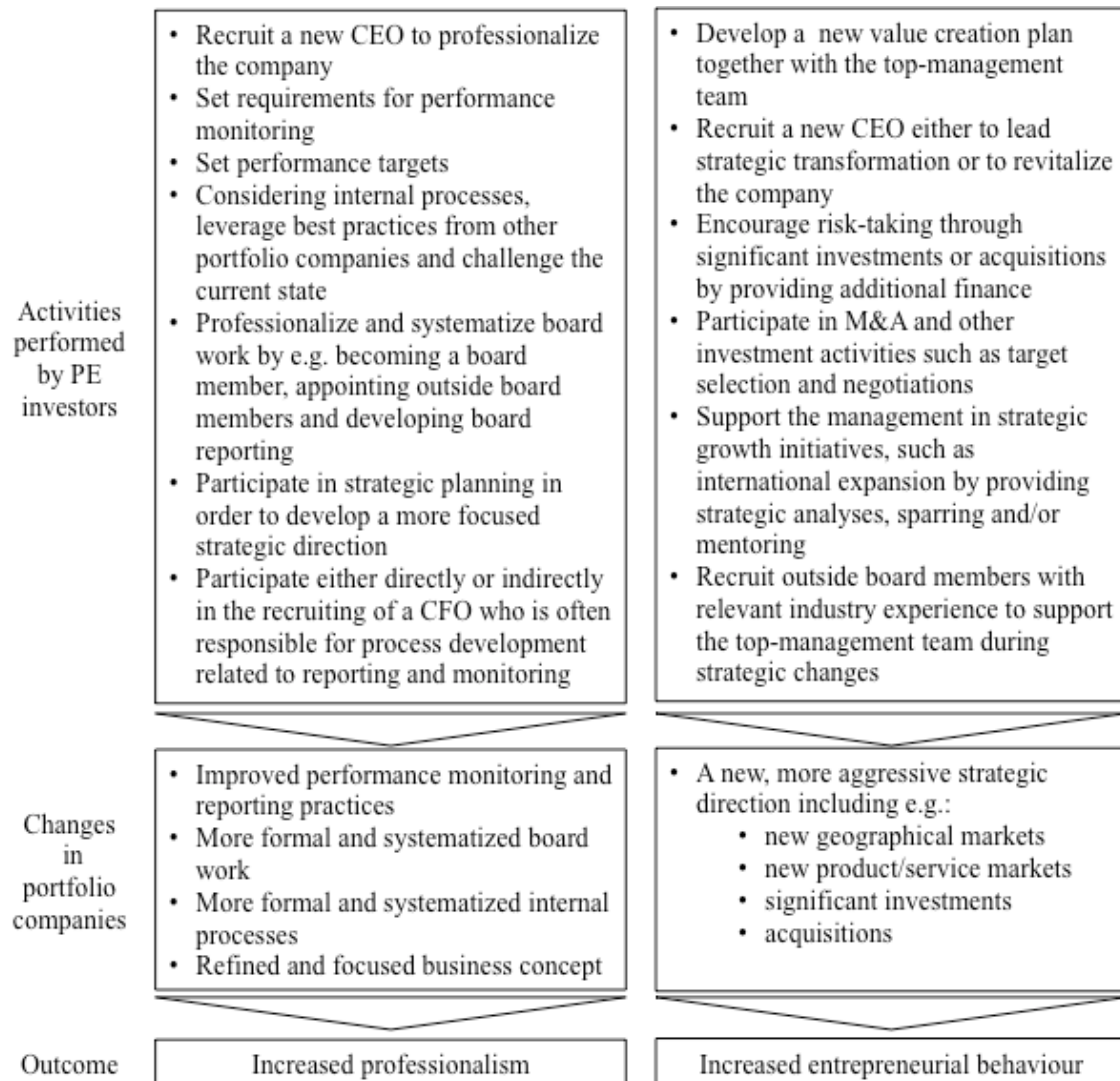 Activities
performed
by PE
investors
• Recruit a new CEO to professionalize
the company
• Set requirements for performance
monitoring
• Set performance targets
• Considering internal processes,
leverage best practices from other
portfolio companies and challenge the
current state
• Professionalize and systematize board
work by e.g. becoming a board
member, appointing outside board
members and developing board
reporting
• Participate in strategic planning in
order to develop a more focused
strategic direction
• Participate either directly or indirectly
in the recruiting of a CFO who is often
responsible for process development
related to reporting and monitoring
• Develop a new value creation plan
together with the top-management
team
• Recruit a new CEO either to lead
strategic transformation or to revitalize
the company
• Encourage risk-taking through
significant investments or acquisitions
by providing additional finance
• Participate in M&A and other
investment activities such as target
selection and negotiations
• Support the management in strategic
growth initiatives, such as
international expansion by providing
strategic analyses, sparring and/or
mentoring
• Recruit outside board members with
relevant industry experience to support
the top-management team during
strategic changes
Changes
in
portfolio
companies
• Improved performance monitoring and
reporting practices
• More formal and systematized board
work
• More formal and systematized internal
processes
• Refined and focused business concept
• A new, more aggressive strategic
direction including e.g.:
• new geographical markets
• new product/service markets
• significant investments
• acquisitions
Outcome
Increased professionalism
Increased entrepreneurial behaviour